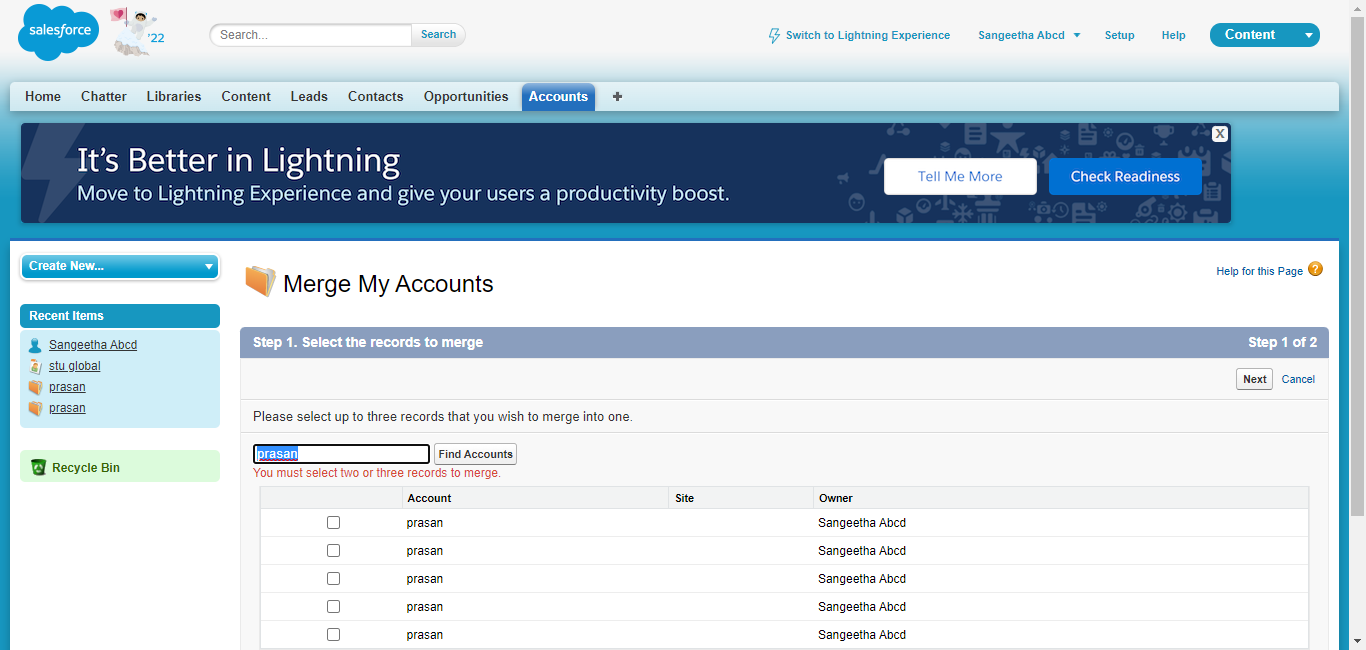 salesforce
'22
Search...
Search
Switch to Lightning Experience
Sangeetha Abcd
Setup
Help
Content
Home
Chatter
Libraries
Content
Leads
Contacts
Opportunities
Accounts
+
It's Better in Lightning
Move to Lightning Experience and give your users a productivity boost.
Tell Me More
Check Readiness
X
Create New...
Recent Items
Sangeetha Abcd
stu global
prasan
prasan
Recycle Bin
Merge My Accounts
Help for this Page ?
Step 1. Select the records to merge
Step 1 of 2
Next
Cancel
Please select up to three records that you wish to merge into one.
prasan
Find Accounts
You must select two or three records to merge.
Account Site Owner
prasan Sangeetha Abcd
prasan Sangeetha Abcd
prasan Sangeetha Abcd
prasan Sangeetha Abcd
prasan Sangeetha Abcd